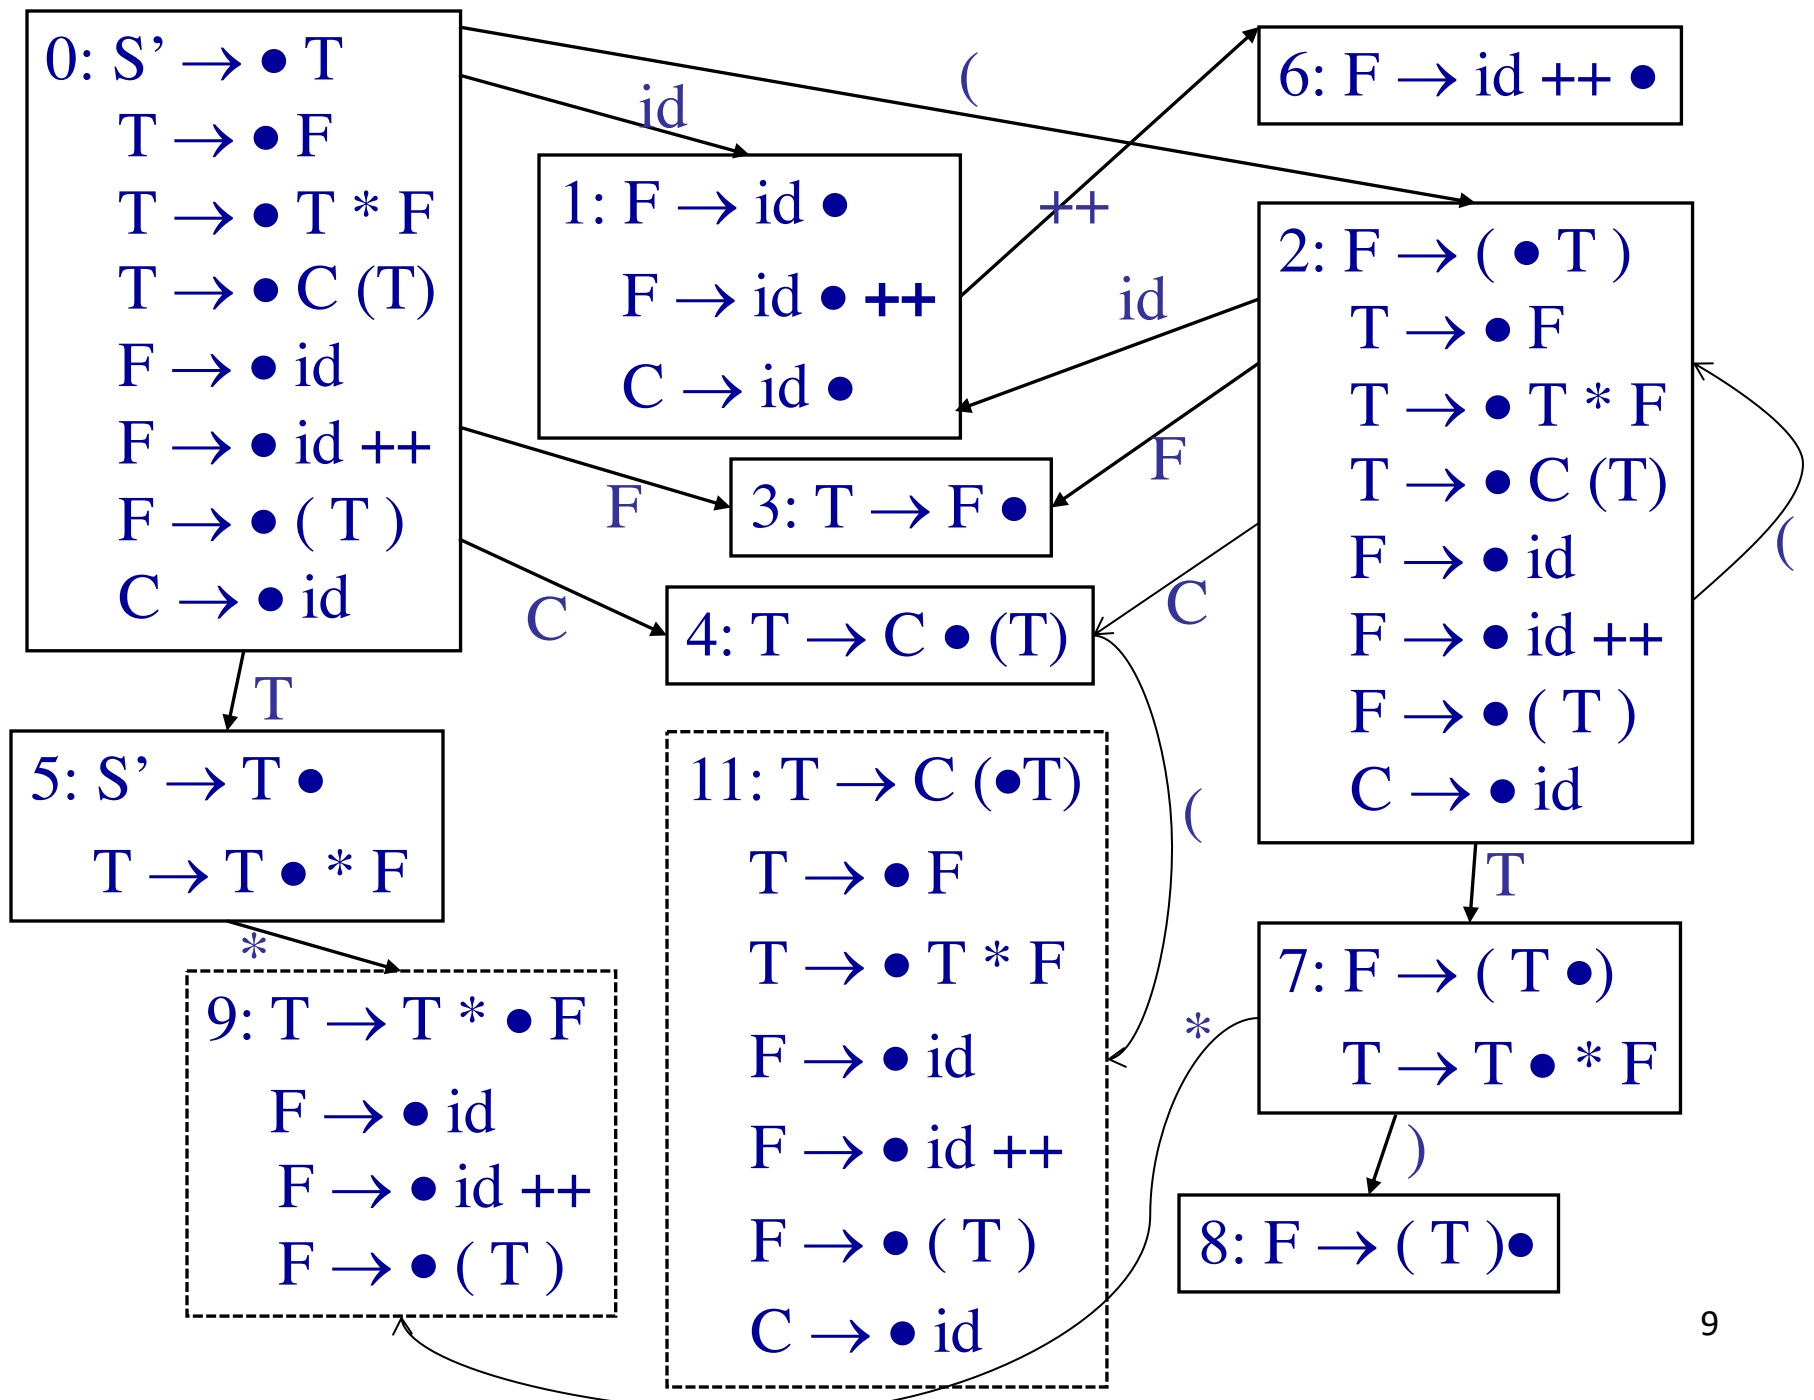 0: S’ → • T
T → • F
T → • T * F
T → • C (T)
F → • id
F → • id ++
F → • ( T )
C → • id
(
id
F
C
T
1: F → id •
F → id • ++
C → id •
++
6: F → id ++ •
2: F → ( • T )
T → • F
T → • T * F
T → • C (T)
F → • id
F → • id ++
F → • ( T )
C → • id
id
F
C
(
T
3: T → F •
4: T → C • (T)
(
5: S’ → T •
T → T • * F
*
9: T → T * • F
F → • id
F → • id ++
F → • ( T )
11: T → C (•T)
T → • F
T → • T * F
F → • id
F → • id ++
F → • ( T )
C → • id
7: F → ( T •)
T → T • * F
*
)
8: F → ( T )•
9